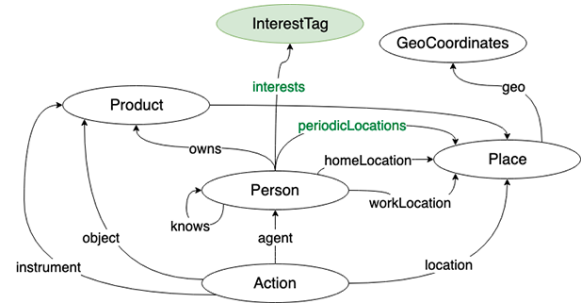 InterestTag
GeoCoordinates
interests
geo
Product
periodicLocations
owns
homeLocation
Place
Person
workLocation
knows
agent
object
instrument
location
Action